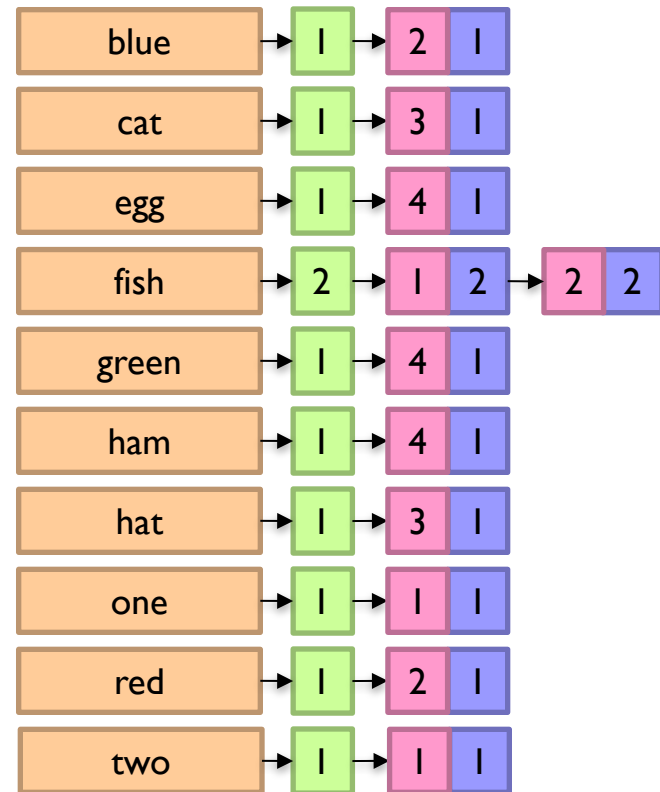 blue 1 2 1
cat 1 3 1
egg 1 4 1
fish 2 1 2 2 2
green 1 4 1
ham 1 4 1
hat 1 3 1
one 1 1 1
red 1 2 1
two 1 1 1